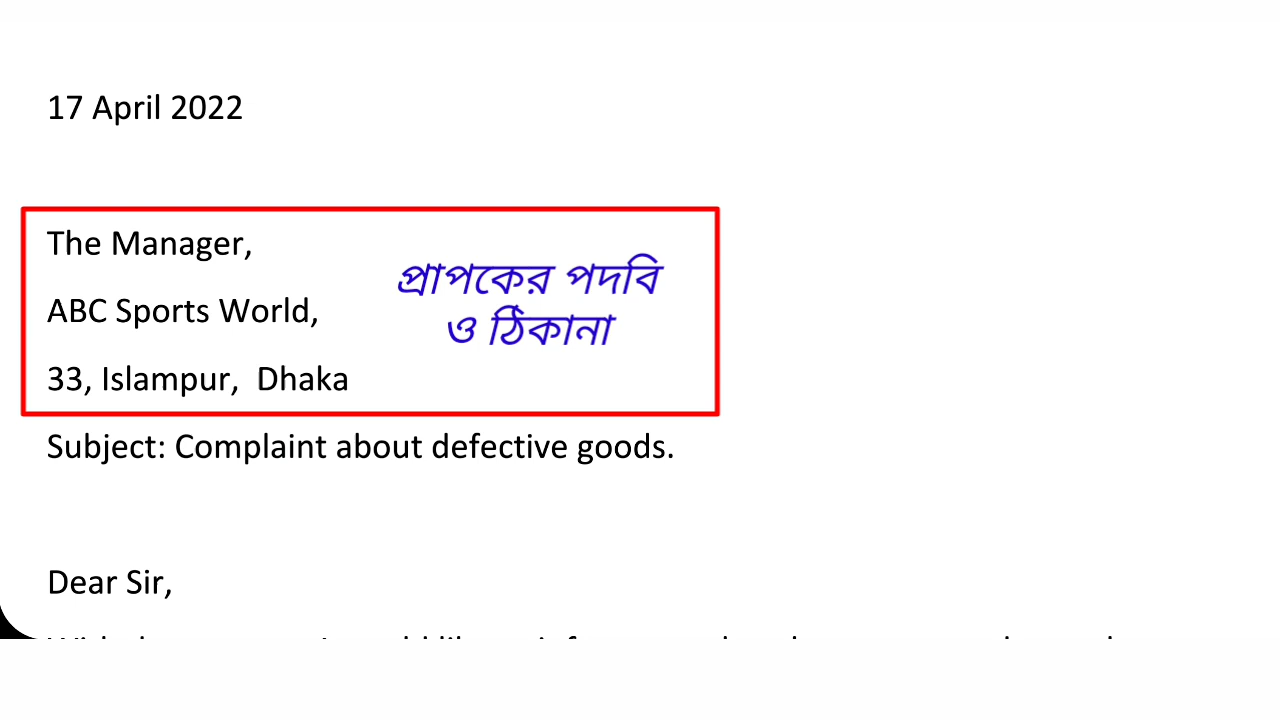 17 April 2022
The Manager,
ABC Sports World,
33, Islampur,  Dhaka
প্রাপকের পদবি
ও ঠিকানা
Subject: Complaint about defective goods.
Dear Sir,